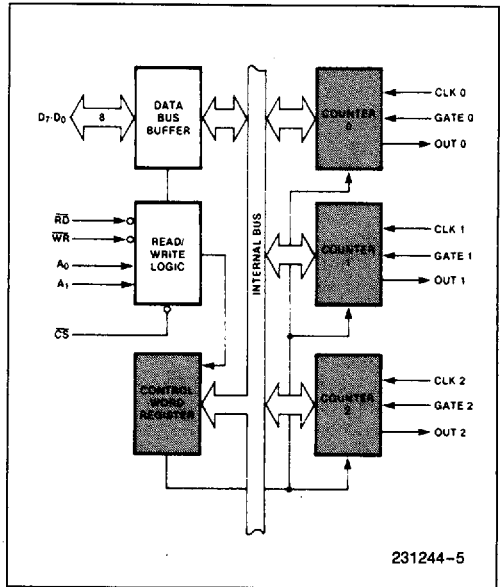 D7-D0
8
DATA
BUS
BUFFER
RD
WR
A0
A1
CS
READ/
WRITE
LOGIC
CONTROL
WORD
REGISTER
INTERNAL BUS
COUNTER
0
CLK 0
GATE 0
OUT 0
COUNTER
1
CLK 1
GATE 1
OUT 1
COUNTER
2
CLK 2
GATE 2
OUT 2
231244-5